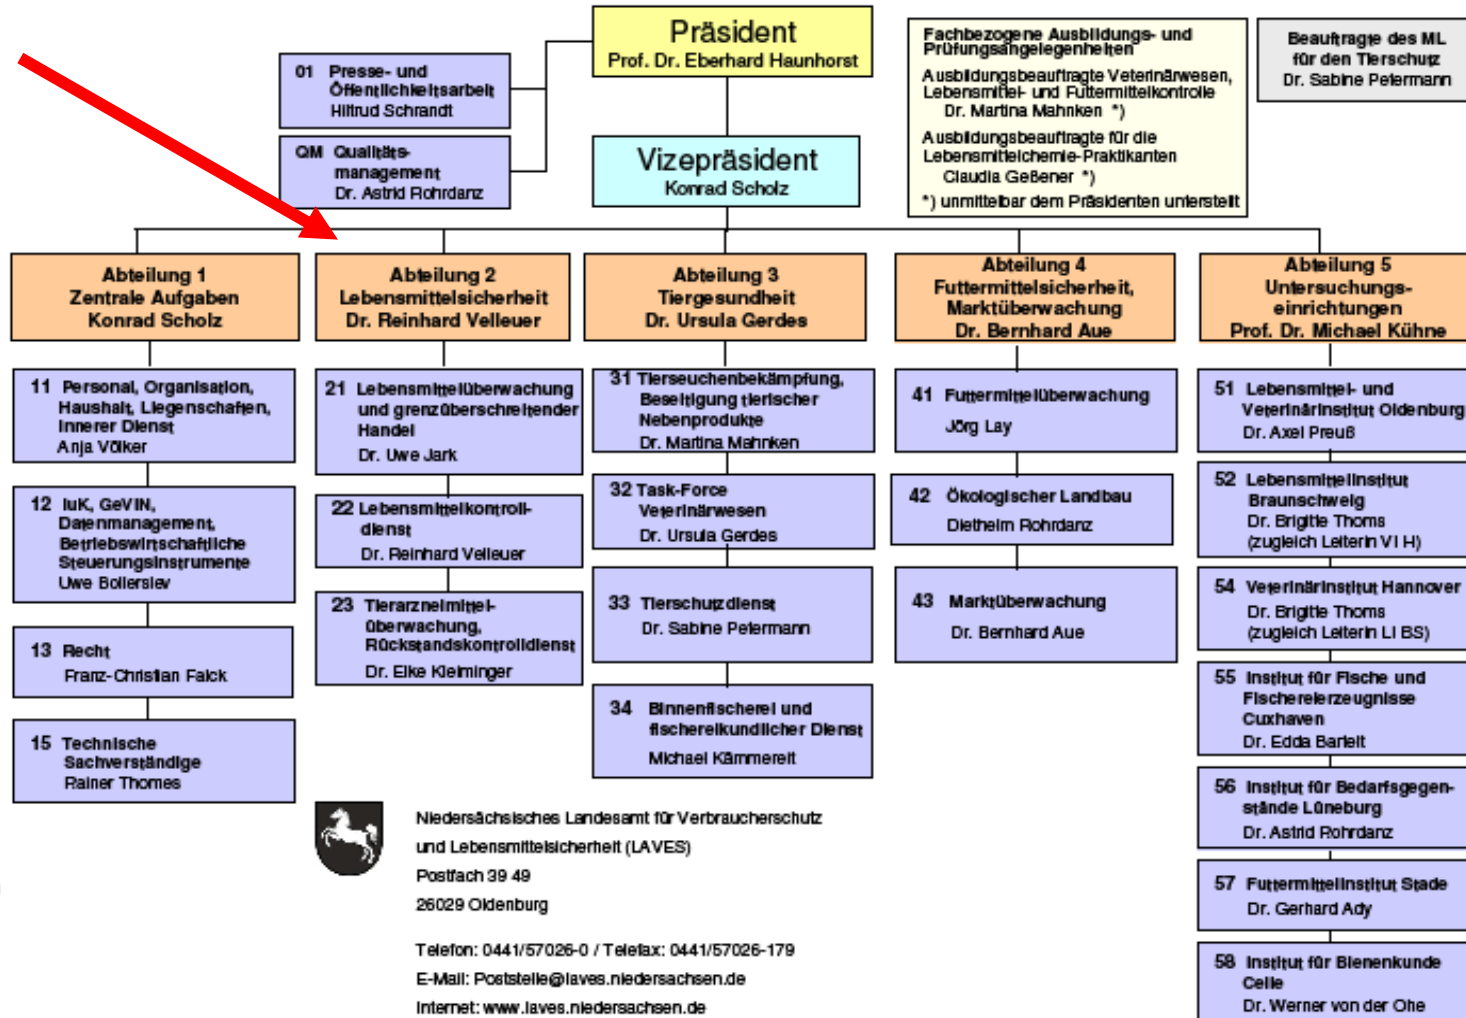 Präsident
Prof. Dr. Eberhard Haunhorst
01 Presse- und
Öffentlichkeitsarbeit
Hiltrud Schrandt
QM Qualitäts-
management
Dr. Astrid Rohrdanz
Vizepräsident
Konrad Scholz
Fachbezogene Ausbildungs- und
Prüfungsangelegenheiten
Ausbildungsbeauftragte Veterinärwesen,
Lebensmittel- und Futtermittelkontrolle
Dr. Martina Mahnken *)
Ausbildungsbeauftragte für die
Lebensmittelchemie-Praktikanten
Claudia Geßener *)
*) unmittelbar dem Präsidenten unterstellt
Beauftragte des ML
für den Tierschutz
Dr. Sabine Petermann
Abteilung 1
Zentrale Aufgaben
Konrad Scholz
11 Personal, Organisation,
Haushalt, Liegenschaften,
Innerer Dienst
Anja Völker
12 IuK, GeVIN,
Datenmanagement,
Betriebswirtschaftliche
Steuerungsinstrumente
Uwe Bollerslev
13 Recht
Franz-Christian Falck
15 Technische
Sachverständige
Rainer Thomes
Abteilung 2
Lebensmittelsicherheit
Dr. Reinhard Velleuer
21 Lebensmittelüberwachung
und grenzüberschreitender
Handel
Dr. Uwe Jark
22 Lebensmittelkontroll-
dienst
Dr. Reinhard Velleuer
23 Tierarzneimittel-
überwachung,
Rückstandskontrolldienst
Dr. Elke Kleiminger
Abteilung 3
Tiergesundheit
Dr. Ursula Gerdes
31 Tierseuchenbekämpfung,
Beseitigung tierischer
Nebenprodukte
Dr. Martina Mahnken
32 Task-Force
Veterinärwesen
Dr. Ursula Gerdes
33 Tierschutzdienst
Dr. Sabine Petermann
34 Binnenfischerei und
fischereikundlicher Dienst
Michael Kämmereit
Abteilung 4
Futtermittelsicherheit,
Marktüberwachung
Dr. Bernhard Aue
41 Futtermittelüberwachung
Jörg Lay
42 Ökologischer Landbau
Diethelm Rohrdanz
43 Marktüberwachung
Dr. Bernhard Aue
Abteilung 5
Untersuchungs-
einrichtungen
Prof. Dr. Michael Kühne
51 Lebensmittel- und
Veterinärinstitut Oldenburg
Dr. Axel Preuß
52 Lebensmittelinstitut
Braunschweig
Dr. Brigitte Thoms
(zugleich Leiterin VI H)
54 Veterinärinstitut Hannover
Dr. Brigitte Thoms
(zugleich Leiterin LI BS)
55 Institut für Fische und
Fischereierzeugnisse
Cuxhaven
Dr. Edda Bartelt
56 Institut für Bedarfsgegen-
stände Lüneburg
Dr. Astrid Rohrdanz
57 Futtermittelinstitut Stade
Dr. Gerhard Ady
58 Institut für Bienenkunde
Celle
Dr. Werner von der Ohe
Niedersächsisches Landesamt für Verbraucherschutz
und Lebensmittelsicherheit (LAVES)
Postfach 39 49
26029 Oldenburg
Telefon: 0441/57026-0 / Telefax: 0441/57026-179
E-Mail: Poststelle@laves.niedersachsen.de
Internet: www.laves.niedersachsen.de